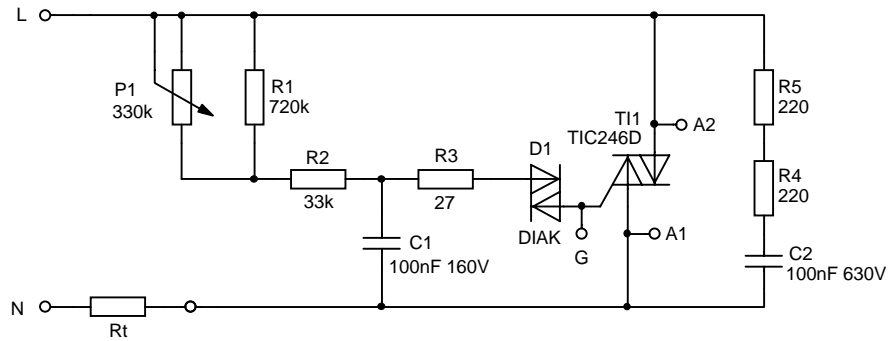 L
P1
330k
R1
720k
R2
33k
R3
27
D1
DIAK
TI1
TIC246D
A2
A1
G
R5
220
R4
220
C1
100nF 160V
C2
100nF 630V
N
Rt